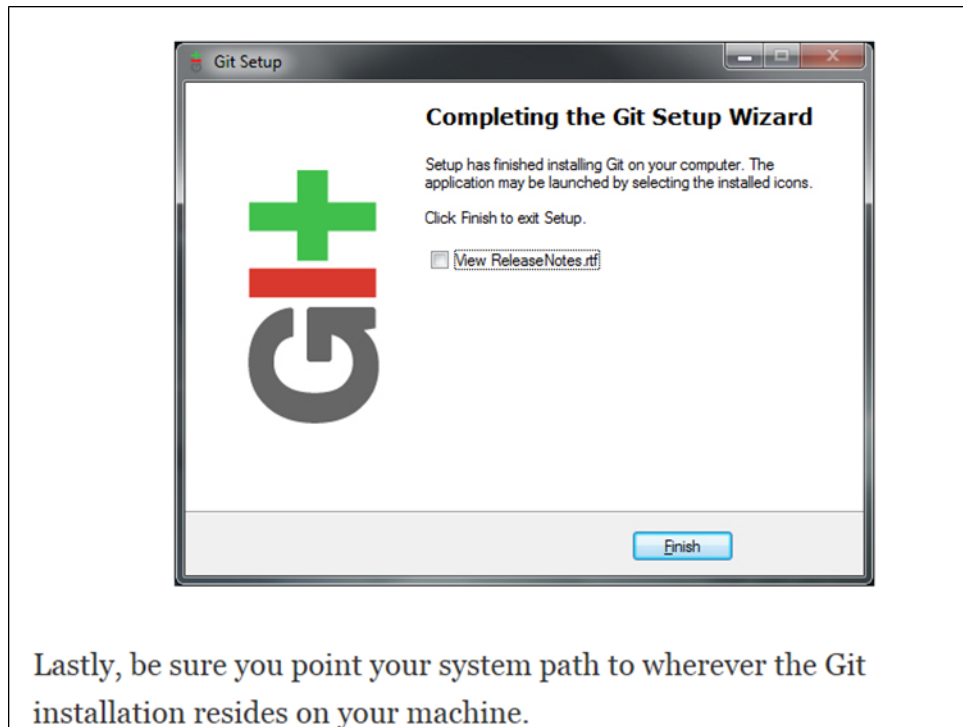 Git Setup
Completing the Git Setup Wizard
Setup has finished installing Git on your computer. The
application may be launched by selecting the installed icons.
Click Finish to exit Setup.
View ReleaseNotes.rtf
GIt
Finish
Lastly, be sure you point your system path to wherever the Git
installation resides on your machine.